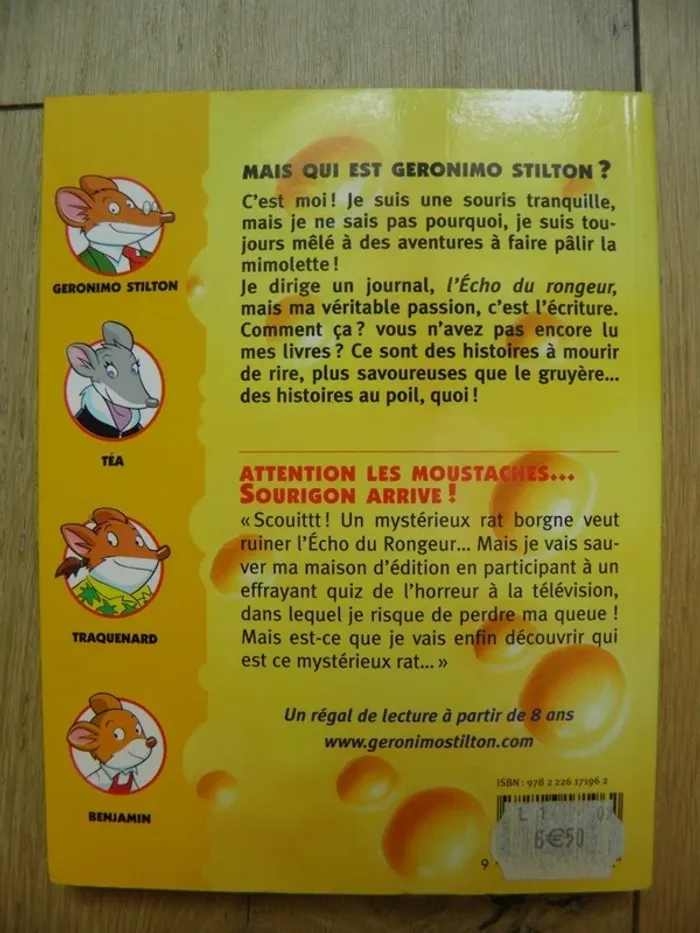 MAIS QUI EST GERONIMO STILTON ?
C'est moi ! Je suis une souris tranquille,
mais je ne sais pas pourquoi, je suis tou-
jours mêlé à des aventures à faire pâlir la
mimolette !
Je dirige un journal, l'Écho du rongeur,
mais ma véritable passion, c'est l'écriture.
Comment ça ? vous n'avez pas encore lu
mes livres ? Ce sont des histoires à mourir
de rire, plus savoureuses que le gruyère...
des histoires au poil, quoi !
ATTENTION LES MOUSTACHES...
SOURIGON ARRIVE !
« Scouittt ! Un mystérieux rat borgne veut
ruiner l'Écho du Rongeur... Mais je vais sau-
ver ma maison d'édition en participant à un
effrayant quiz de l'horreur à la télévision,
dans lequel je risque de perdre ma queue !
Mais est-ce que je vais enfin découvrir qui
est ce mystérieux rat... »
Un régal de lecture à partir de 8 ans
www.geronimostilton.com
GERONIMO STILTON
TÉA
TRAQUENARD
BENJAMIN
ISBN : 978 2 226 17196 2
6€50
9